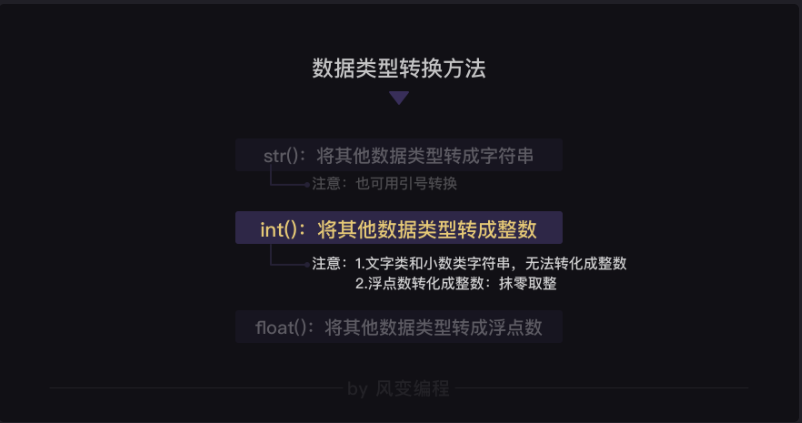 数据类型转换方法
str()：将其他数据类型转成字符串
注意：也可用引号转换
int()：将其他数据类型转成整数
注意：1.文字类和小数类字符串，无法转化成整数
2.浮点数转化成整数：抹零取整
float()：将其他数据类型转成浮点数
by 风变编程